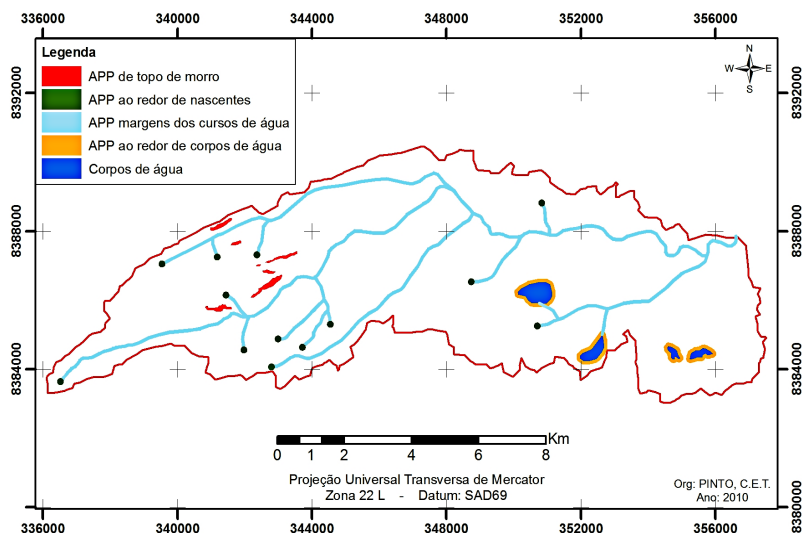 336000 340000 344000 348000 352000 356000
Legenda
APP de topo de morro
APP ao redor de nascentes
APP margens dos cursos de água
APP ao redor de corpos de água
Corpos de água
N
W E
S
8392000 8392000
8388000 8388000
8384000 8384000
8380000
Km
0 1 2 4 6 8
Projeção Universal Transversa de Mercator
Zona 22 L - Datum: SAD69
Org: PINTO, C.E.T.
Ano: 2010
336000 340000 344000 348000 352000 356000